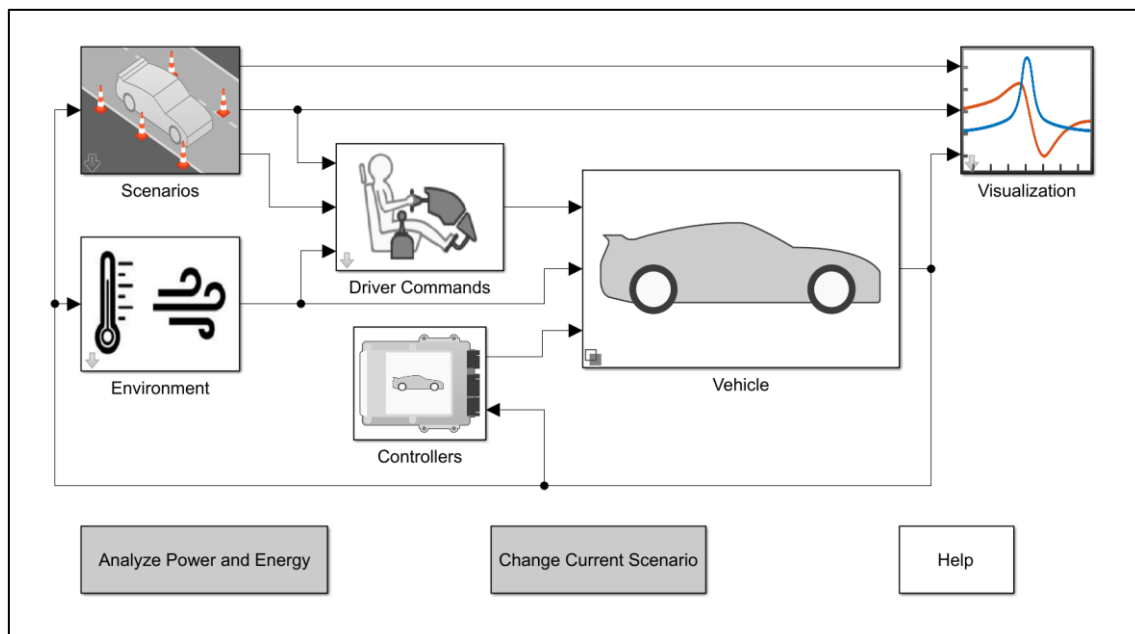 Scenarios
Visualization
Driver Commands
Environment
Vehicle
Controllers
Analyze Power and Energy
Change Current Scenario
Help